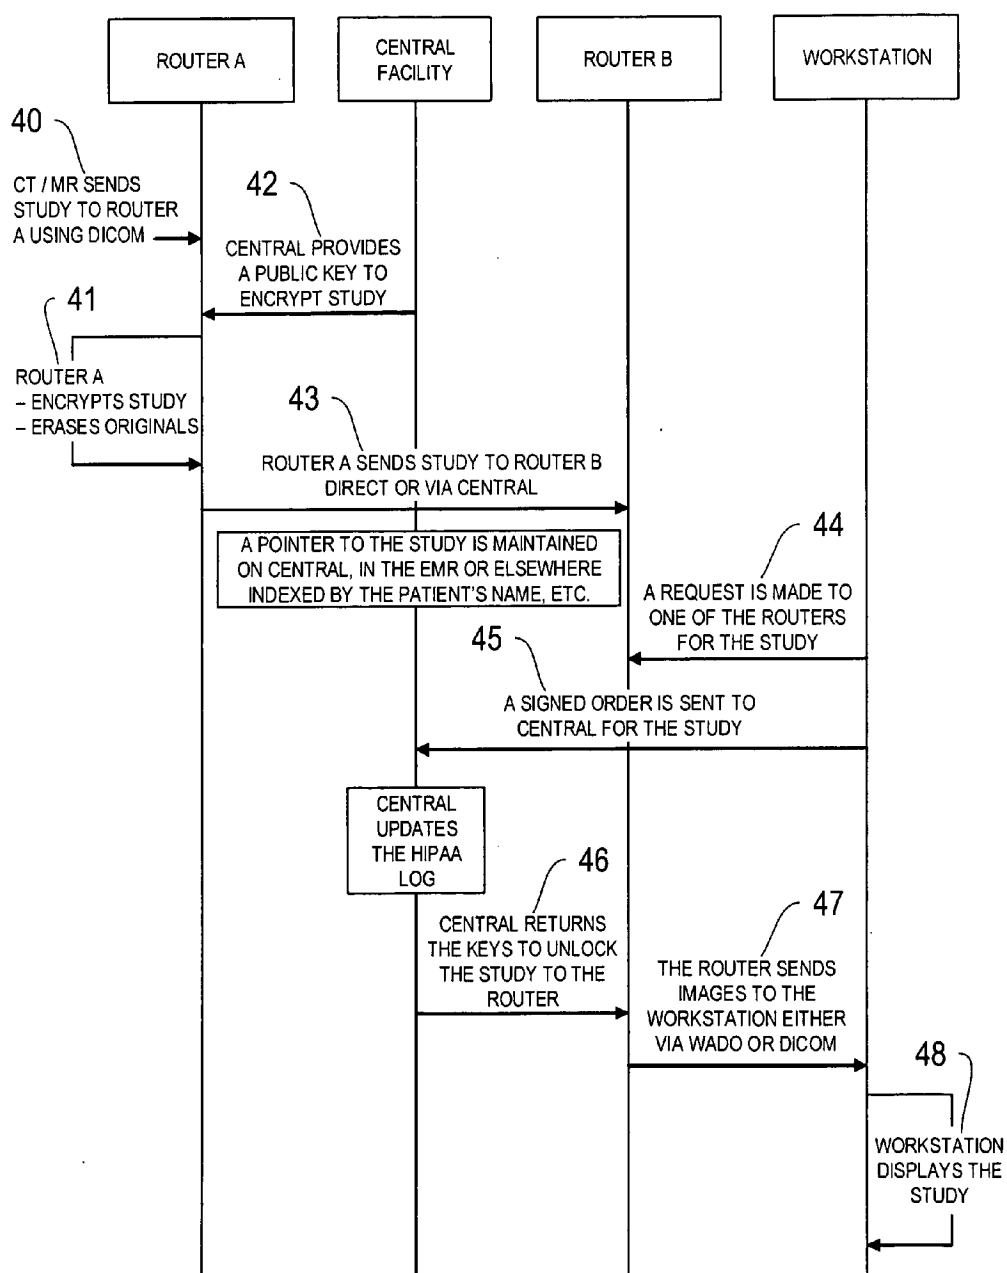 ROUTER A
CENTRAL
FACILITY
ROUTER B
WORKSTATION
40
CT / MR SENDS
STUDY TO ROUTER
A USING DICOM
42
CENTRAL PROVIDES
A PUBLIC KEY TO
ENCRYPT STUDY
41
ROUTER A
– ENCRYPTS STUDY
– ERASES ORIGINALS
43
ROUTER A SENDS STUDY TO ROUTER B
DIRECT OR VIA CENTRAL
A POINTER TO THE STUDY IS MAINTAINED
ON CENTRAL, IN THE EMR OR ELSEWHERE
INDEXED BY THE PATIENT'S NAME, ETC.
44
A REQUEST IS MADE TO
ONE OF THE ROUTERS
FOR THE STUDY
45
A SIGNED ORDER IS SENT TO
CENTRAL FOR THE STUDY
CENTRAL
UPDATES
THE HIPAA
LOG
46
CENTRAL RETURNS
THE KEYS TO UNLOCK
THE STUDY TO THE
ROUTER
47
THE ROUTER SENDS
IMAGES TO THE
WORKSTATION EITHER
VIA WADO OR DICOM
48
WORKSTATION
DISPLAYS THE
STUDY